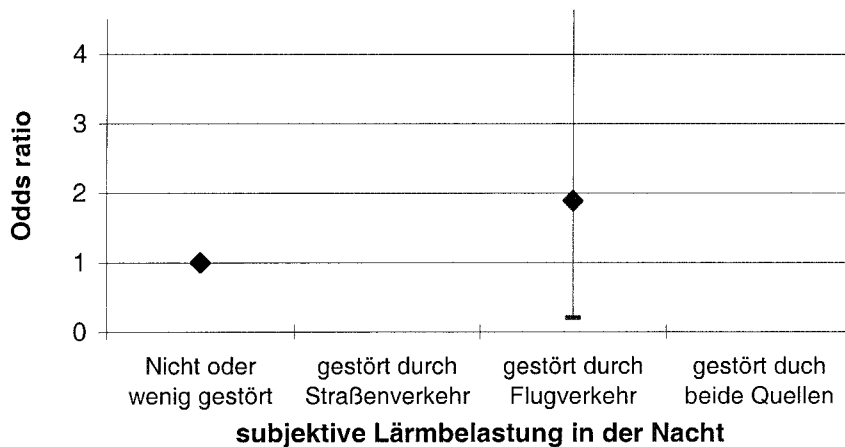 Odds ratio
4
3
2
1
0
Nicht oder
wenig gestört
gestört durch
Straßenverkehr
gestört durch
Flugverkehr
gestört duch
beide Quellen
subjektive Lärmbelastung in der Nacht